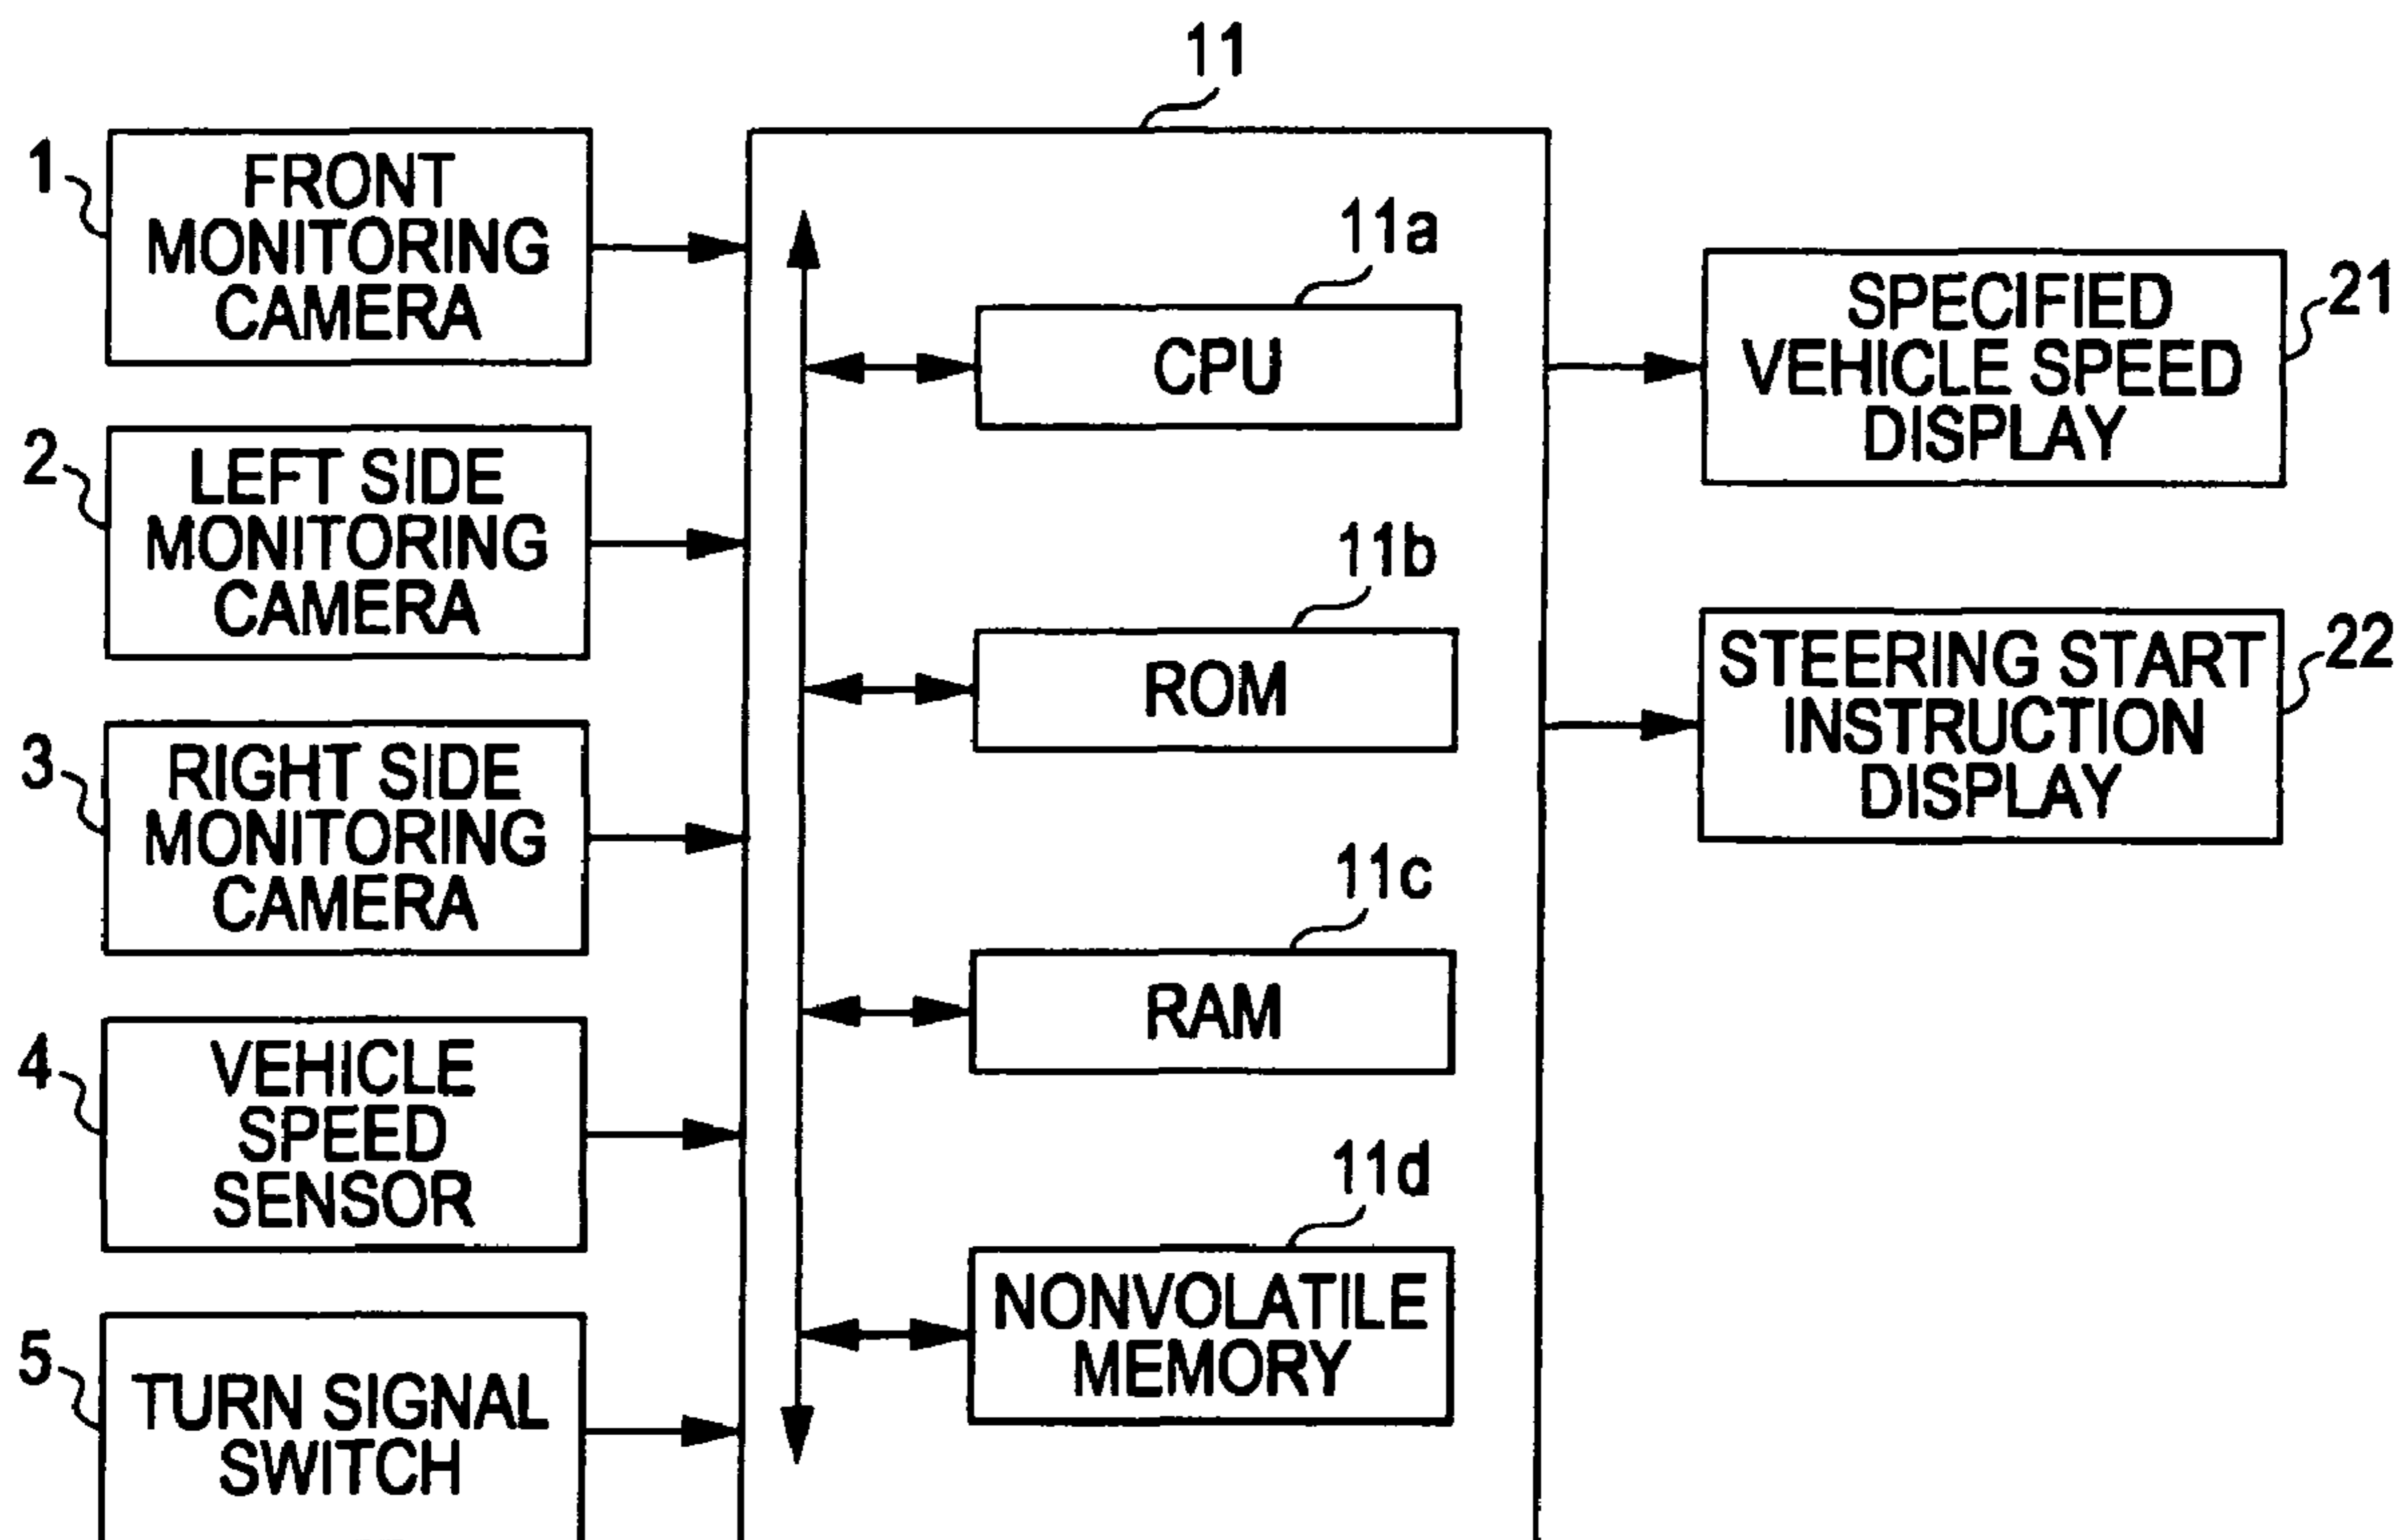 11
1
FRONT
MONITORING
CAMERA
2
LEFT SIDE
MONITORING
CAMERA
3
RIGHT SIDE
MONITORING
CAMERA
4
VEHICLE
SPEED
SENSOR
5
TURN SIGNAL
SWITCH
11a
CPU
11b
ROM
11c
RAM
11d
NONVOLATILE
MEMORY
21
SPECIFIED
VEHICLE SPEED
DISPLAY
22
STEERING START
INSTRUCTION
DISPLAY